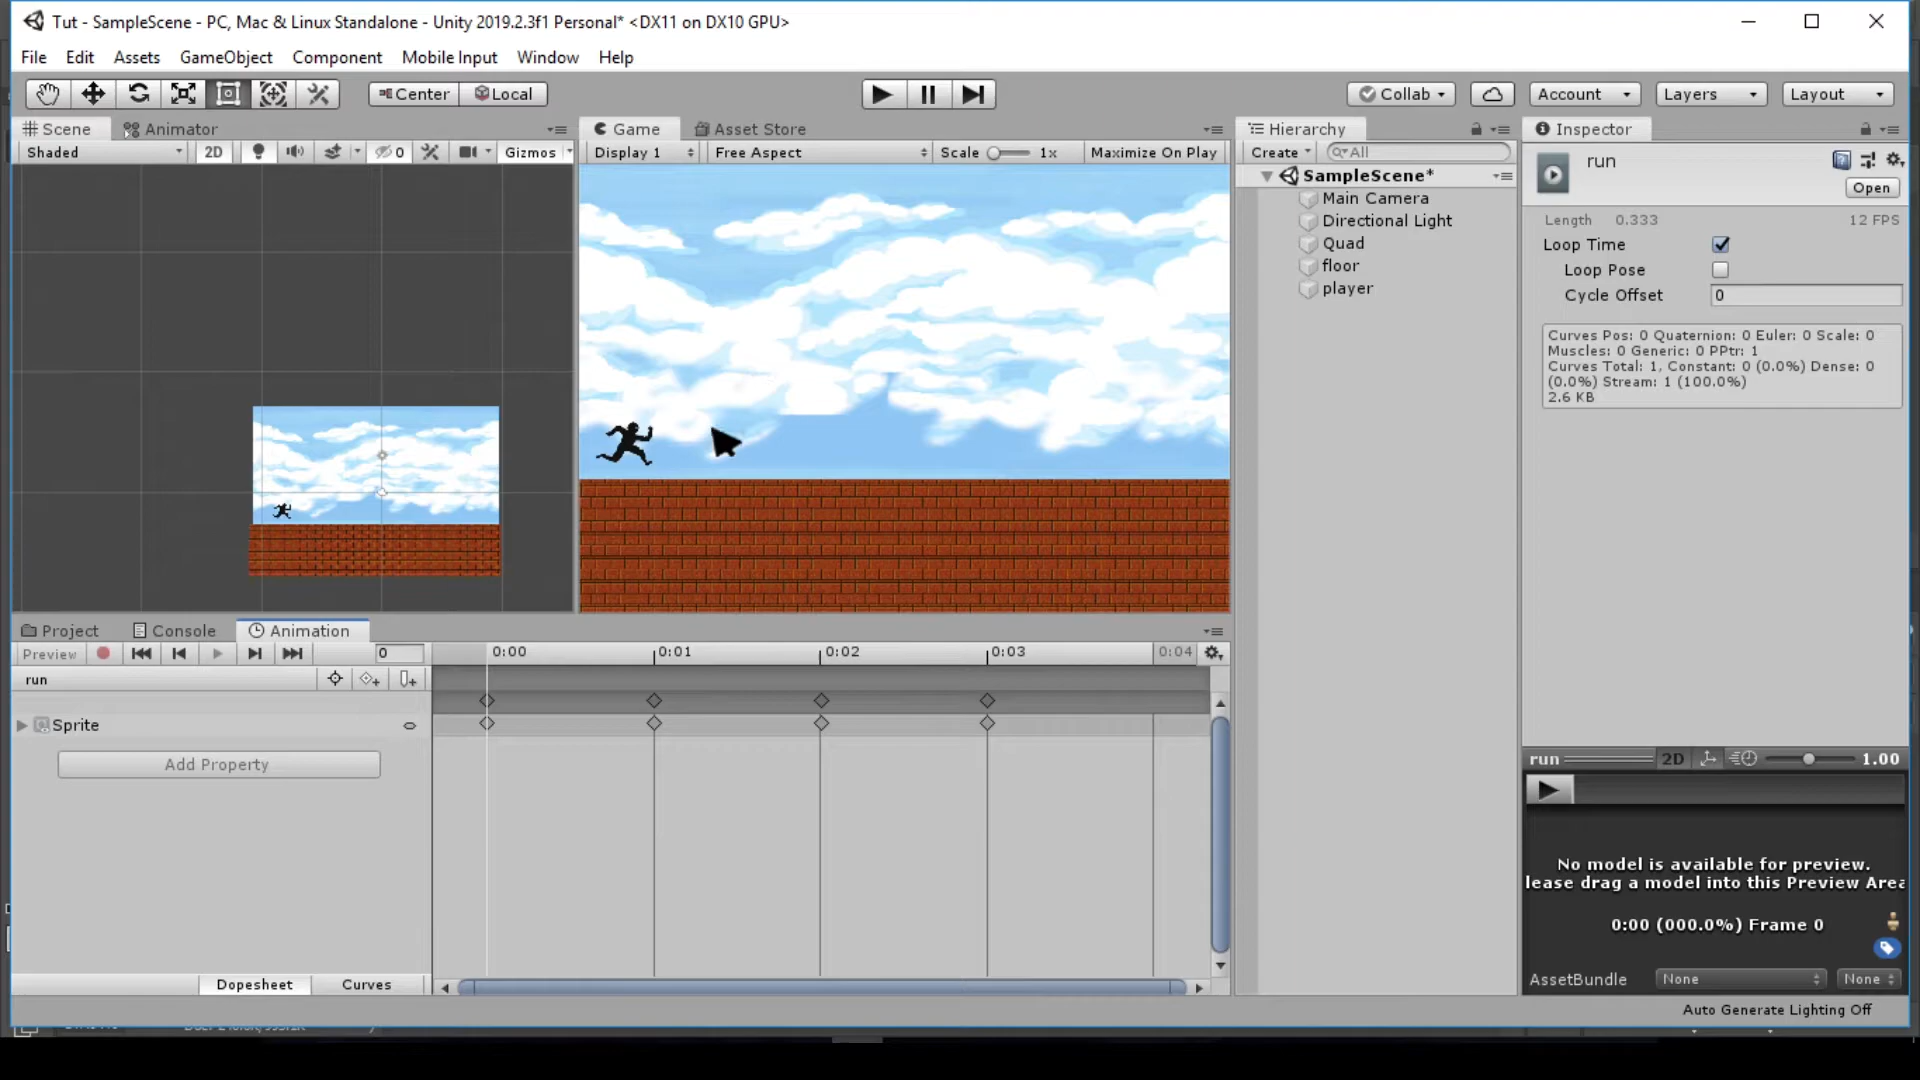 Tut - SampleScene - PC, Mac & Linux Standalone - Unity 2019.2.3f1 Personal* <DX11 on DX10 GPU>
File Edit Assets GameObject Component Mobile Input Window Help
Center Local Collab Account Layers Layout
Scene Animator Game Asset Store Hierarchy Inspector
Shaded 2D 0 Gizmos Display 1 Free Aspect Scale 1x Maximize On Play Create All
run
Open
SampleScene*
Main Camera
Directional Light
Quad
floor
player
Length 0.333 12 FPS
Loop Time
Loop Pose
Cycle Offset 0
Curves Pos: 0 Quaternion: 0 Euler: 0 Scale: 0
Muscles: 0 Generic: 0 PPtr: 1
Curves Total: 1, Constant: 0 (0.0%) Dense: 0
(0.0%) Stream: 1 (100.0%)
2.6 KB
Project Console Animation
Preview 0 0:00 0:01 0:02 0:03 0:04
run
Sprite
Add Property
Dopesheet Curves
run 2D 1.00
No model is available for preview.
lease drag a model into this Preview Area
0:00 (000.0%) Frame 0
AssetBundle None None
Auto Generate Lighting Off